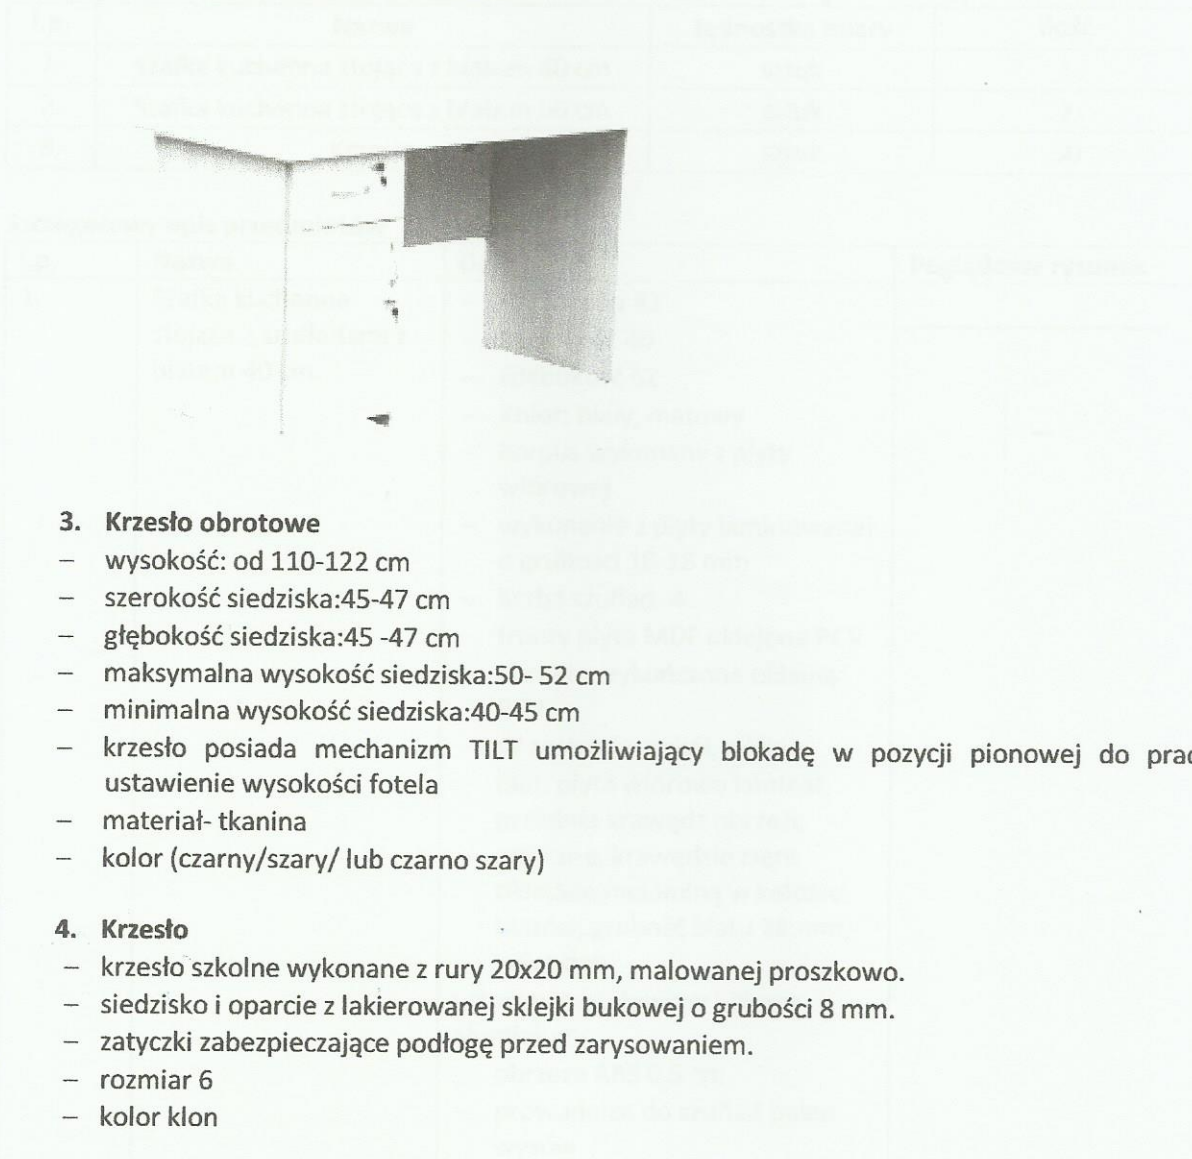 3. Krzesło obrotowe
– wysokość: od 110-122 cm
– szerokość siedziska:45-47 cm
– głębokość siedziska:45 -47 cm
– maksymalna wysokość siedziska:50- 52 cm
– minimalna wysokość siedziska:40-45 cm
– krzesło posiada mechanizm TILT umożliwiający blokadę w pozycji pionowej do prac
ustawienie wysokości fotela
– materiał- tkanina
– kolor (czarny/szary/ lub czarno szary)
4. Krzesło
– krzesło szkolne wykonane z rury 20x20 mm, malowanej proszkowo.
– siedzisko i oparcie z lakierowanej sklejki bukowej o grubości 8 mm.
– zatyczki zabezpieczające podłogę przed zarysowaniem.
– rozmiar 6
– kolor klon